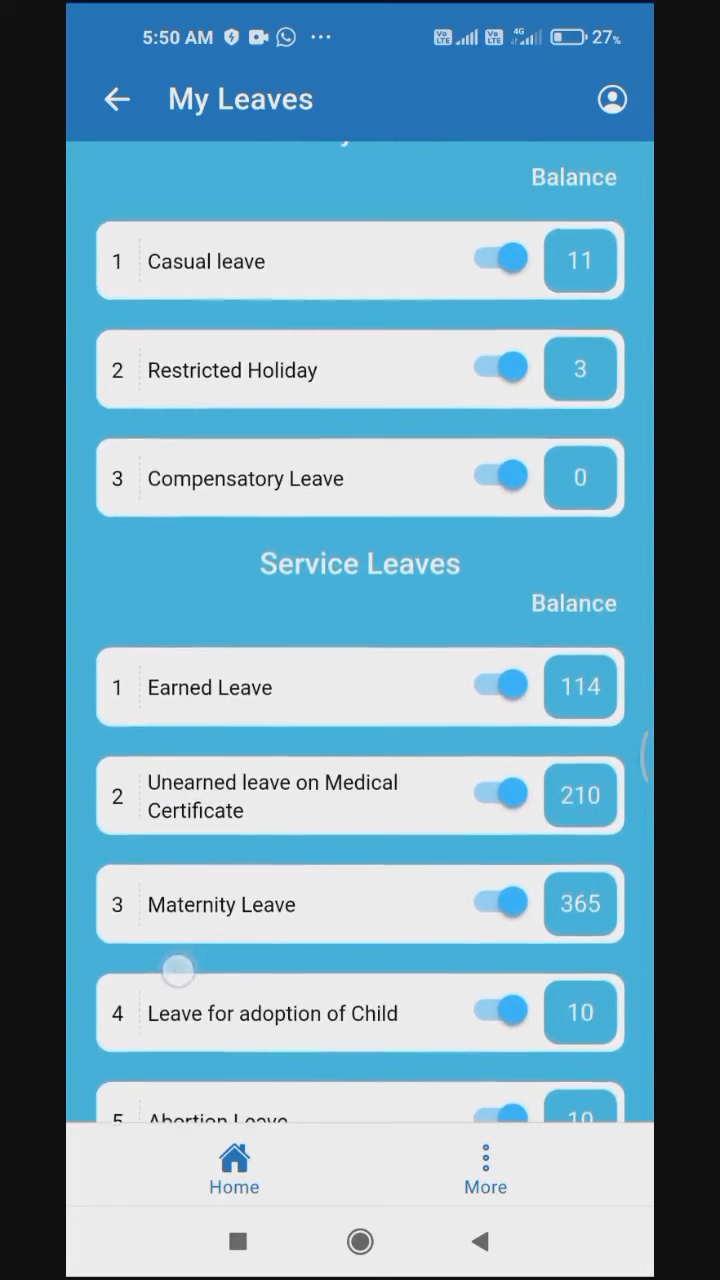 5:50 AM
27%
My Leaves
Balance
1 Casual leave 11
2 Restricted Holiday 3
3 Compensatory Leave 0
Service Leaves
Balance
1 Earned Leave 114
2 Unearned leave on Medical
Certificate 210
3 Maternity Leave 365
4 Leave for adoption of Child 10
5 Abortion Leave 10
Home
More